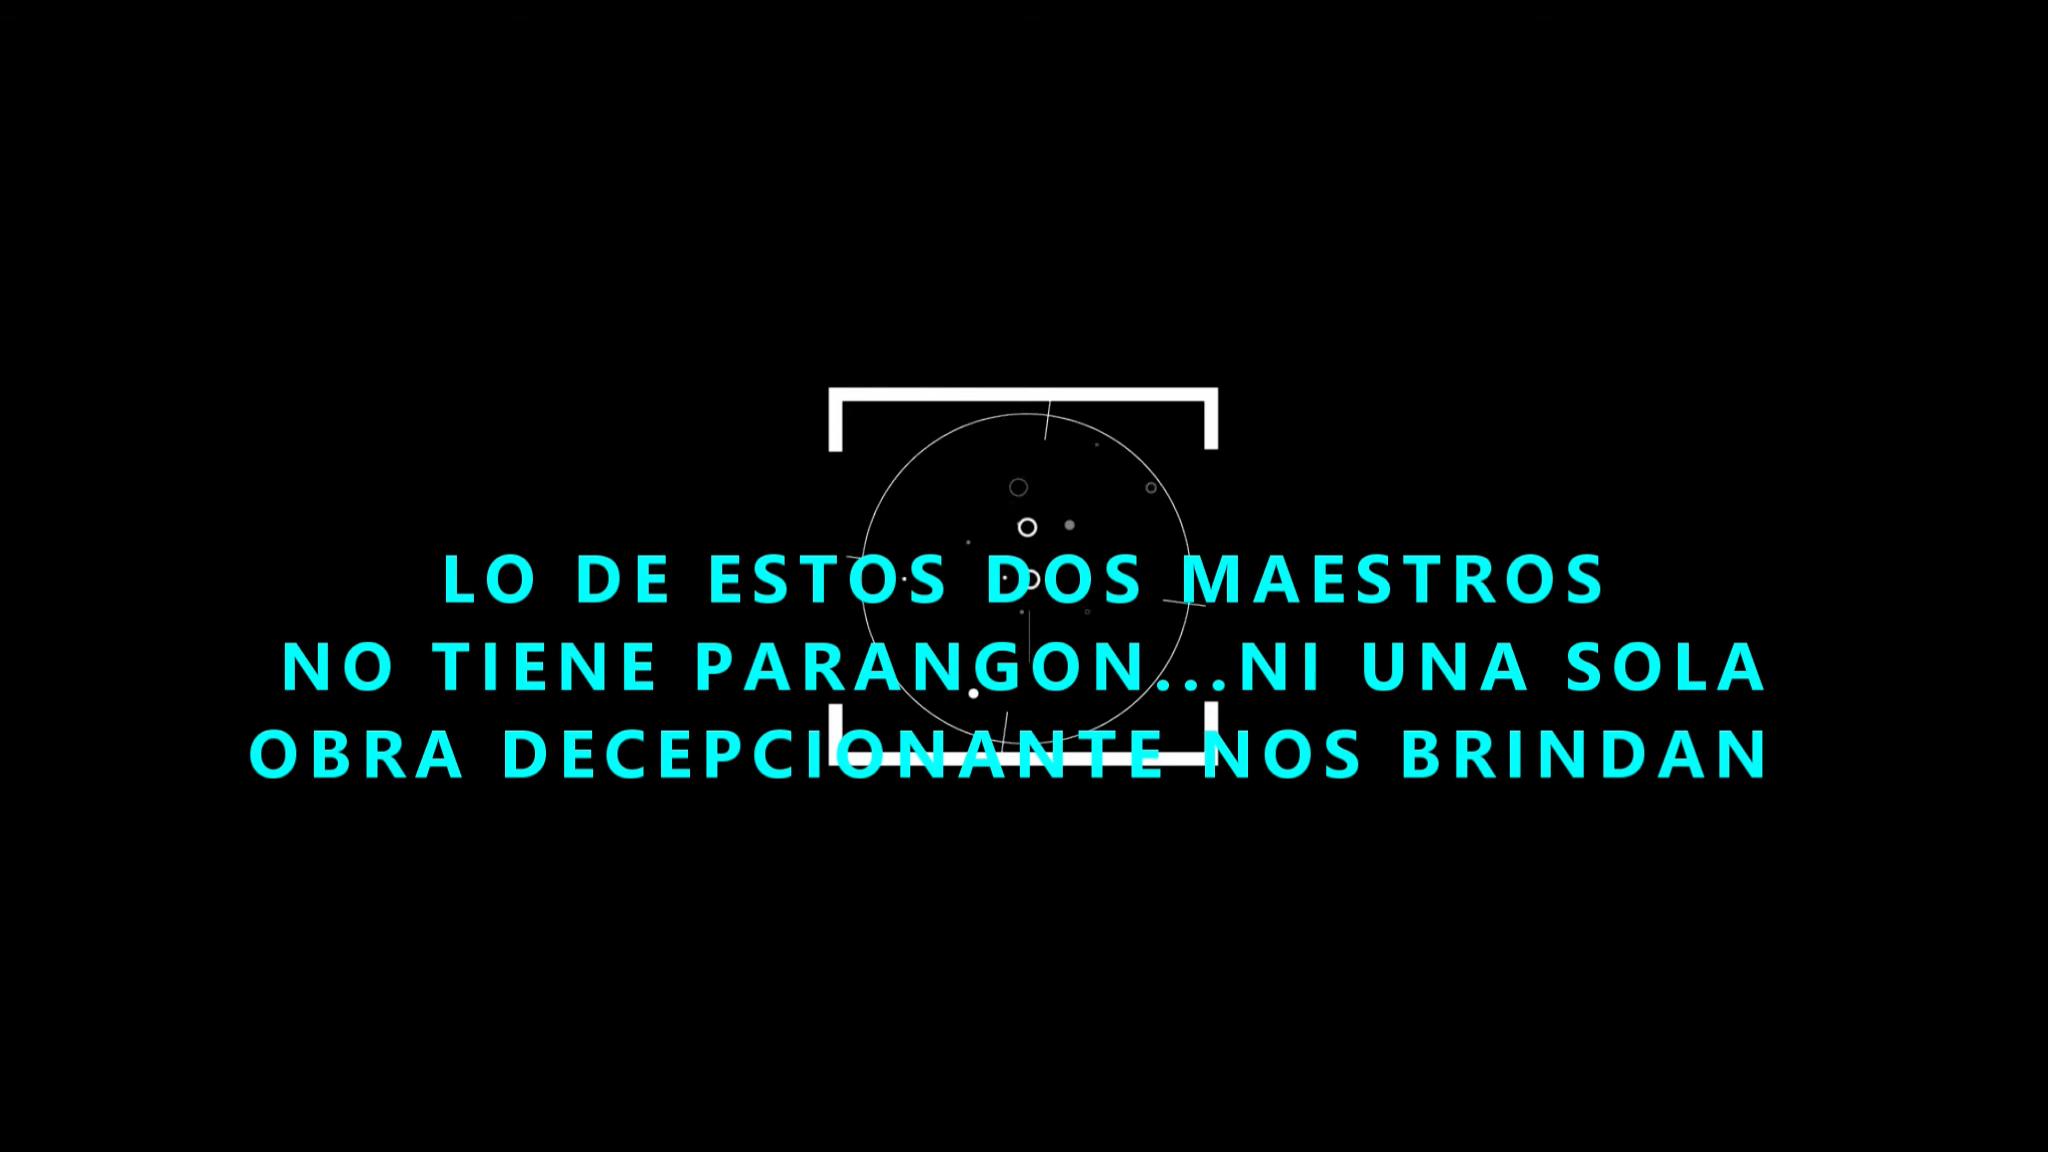 LO DE ESTOS DOS MAESTROS
NO TIENE PARANGON...NI UNA SOLA
OBRA DECEPCIONANTE NOS BRINDAN